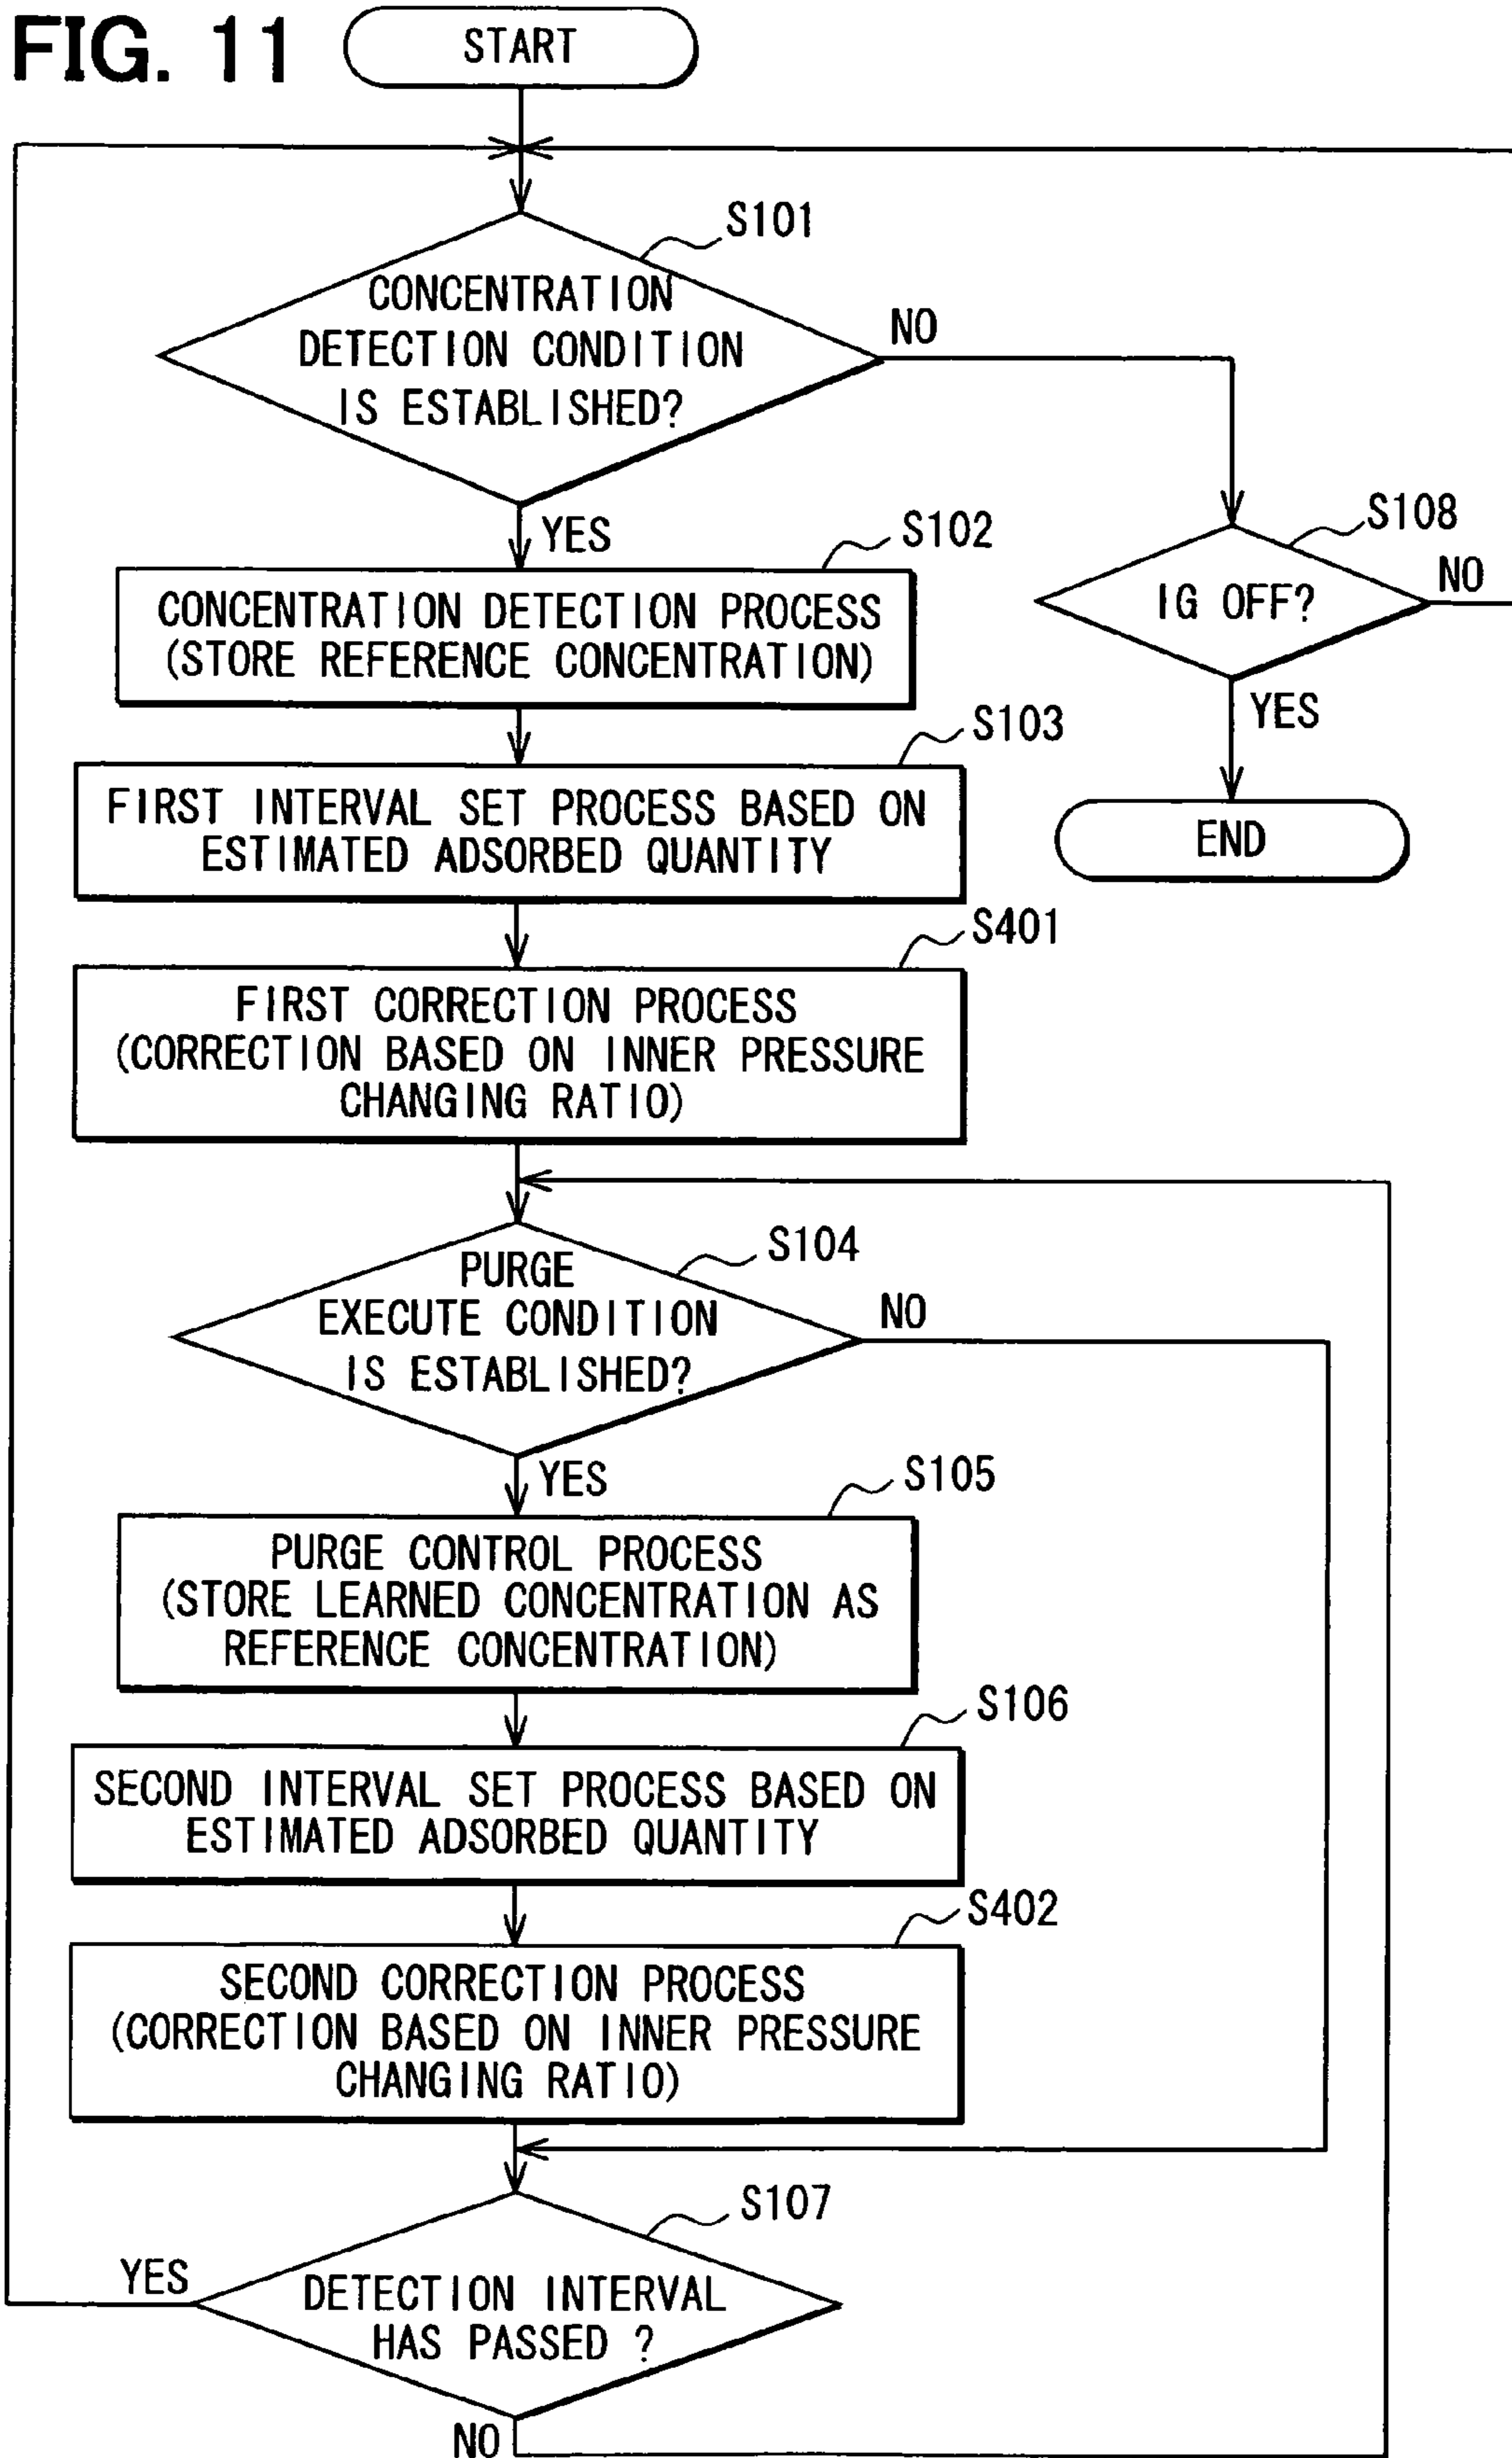 FIG. 11
START
S101
CONCENTRATION
DETECTION CONDITION
IS ESTABLISHED?
NO
YES
S102
CONCENTRATION DETECTION PROCESS
(STORE REFERENCE CONCENTRATION)
S108
IG OFF?
NO
YES
END
S103
FIRST INTERVAL SET PROCESS BASED ON
ESTIMATED ADSORBED QUANTITY
S401
FIRST CORRECTION PROCESS
(CORRECTION BASED ON INNER PRESSURE
CHANGING RATIO)
S104
PURGE
EXECUTE CONDITION
IS ESTABLISHED?
NO
YES
S105
PURGE CONTROL PROCESS
(STORE LEARNED CONCENTRATION AS
REFERENCE CONCENTRATION)
S106
SECOND INTERVAL SET PROCESS BASED ON
ESTIMATED ADSORBED QUANTITY
S402
SECOND CORRECTION PROCESS
(CORRECTION BASED ON INNER PRESSURE
CHANGING RATIO)
S107
YES
DETECTION INTERVAL
HAS PASSED ?
NO